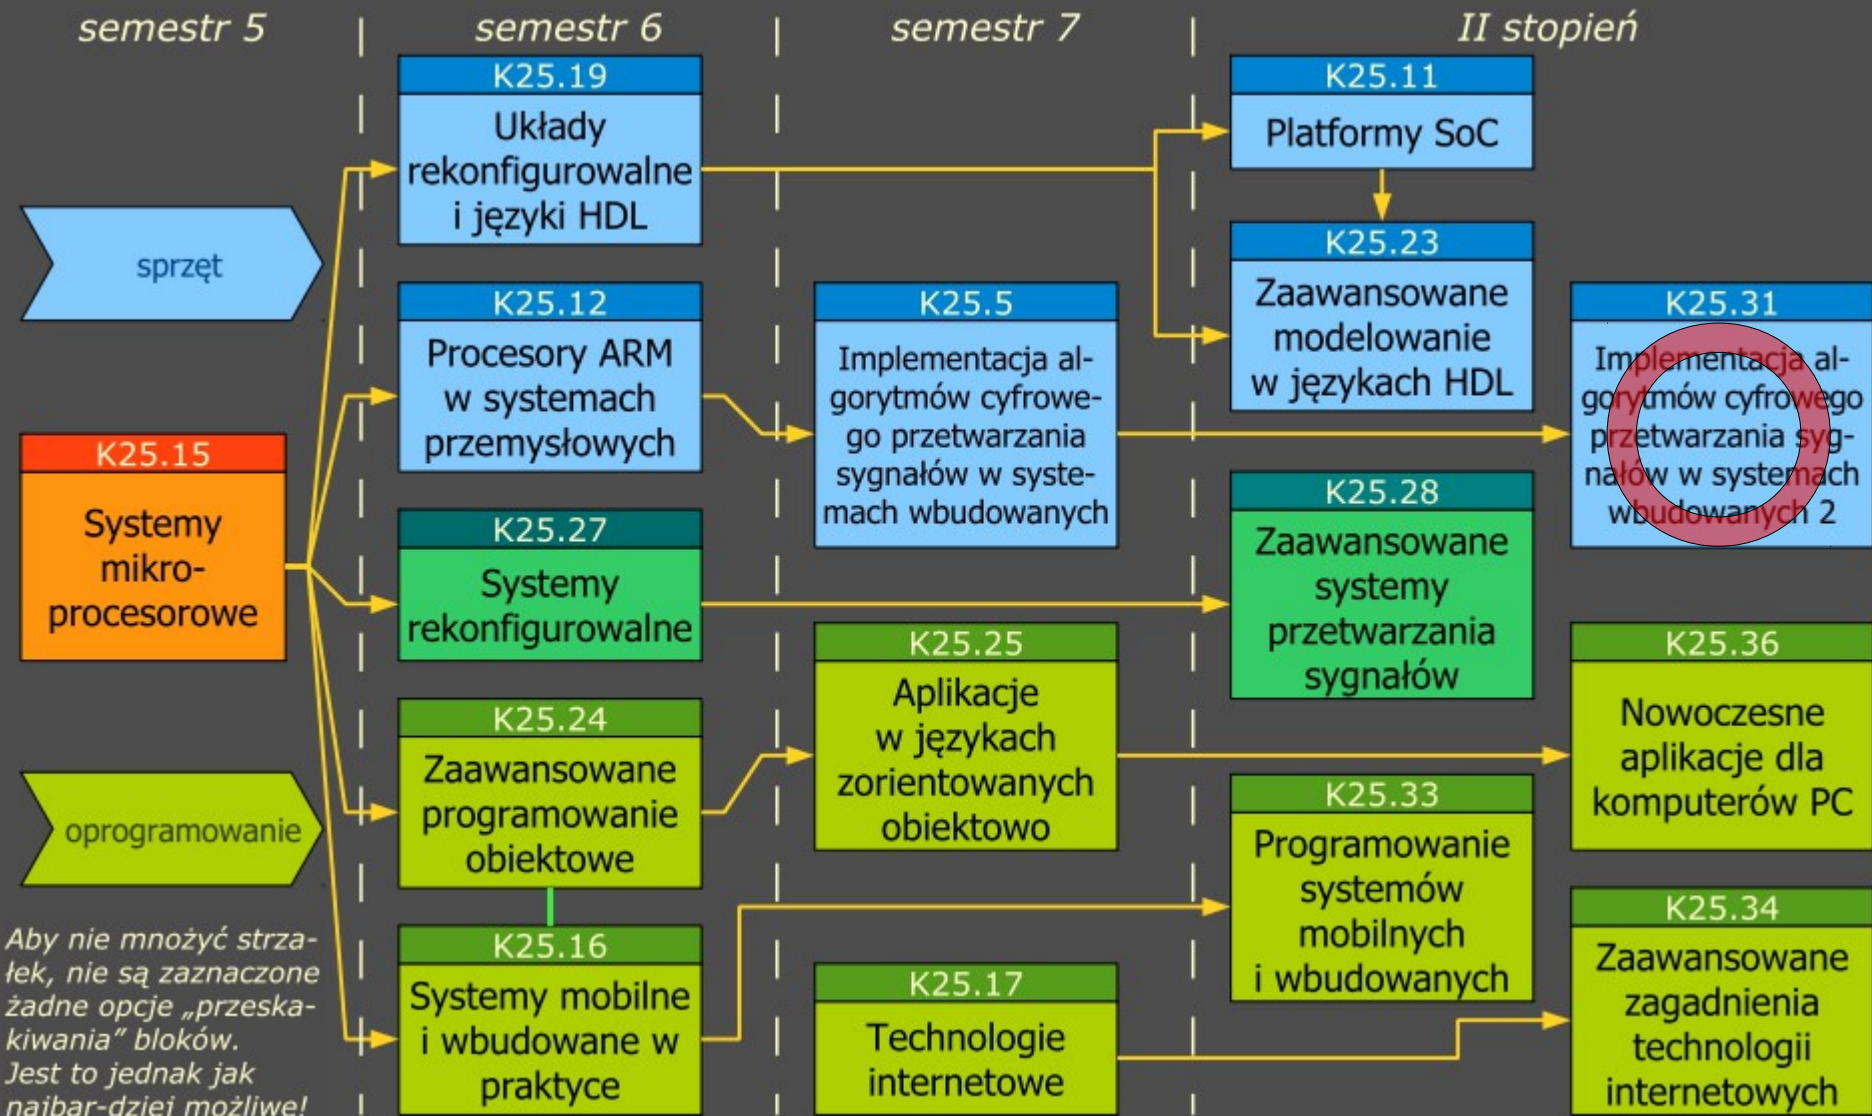 semestr 5
semestr 6
semestr 7
II stopień
sprzęt
K25.15
Systemy
mikro-
procesorowe
oprogramowanie
Aby nie mnożyć strza-
łek, nie są zaznaczone
żadne opcje „przeska-
kiwania” bloków.
Jest to jednak jak
najbar-dziej możliwe!
K25.19
Układy
rekonfigurowalne
i języki HDL
K25.12
Procesory ARM
w systemach
przemysłowych
K25.27
Systemy
rekonfigurowalne
K25.24
Zaawansowane
programowanie
obiektowe
K25.16
Systemy mobilne
i wbudowane w
praktyce
K25.5
Implementacja al-
gorytmów cyfrowe-
go przetwarzania
sygnałów w syste-
mach wbudowanych
K25.25
Aplikacje
w językach
zorientowanych
obiektowo
K25.17
Technologie
internetowe
K25.11
Platformy SoC
K25.23
Zaawansowane
modelowanie
w językach HDL
K25.28
Zaawansowane
systemy
przetwarzania
sygnałów
K25.33
Programowanie
systemów
mobilnych
i wbudowanych
K25.31
Implementacja al-
gorytmów cyfrowego
przetwarzania syg-
nałów w systemach
wbudowanych 2
K25.36
Nowoczesne
aplikacje dla
komputerów PC
K25.34
Zaawansowane
zagadnienia
technologii
internetowych